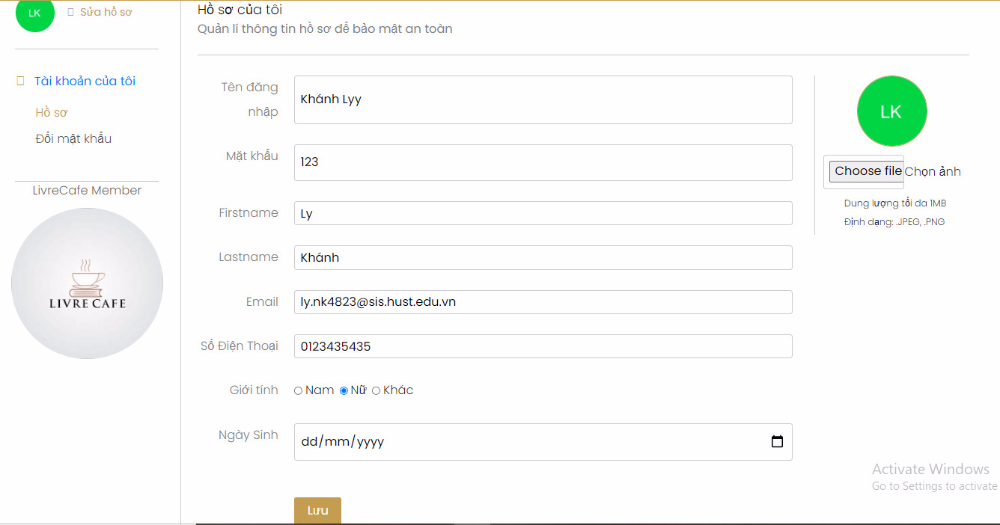 LK
Sửa hồ sơ
Tài khoản của tôi
Hồ sơ
Đổi mật khẩu
LivreCafe Member
LIVRE CAFE
Hồ sơ của tôi
Quản lí thông tin hồ sơ để bảo mật an toàn
Tên đăng
nhập
Khánh Lyy
Mật khẩu
123
Firstname
Ly
Lastname
Khánh
Email
ly.nk4823@sis.hust.edu.vn
Số Điện Thoại
0123435435
Giới tính
Nam Nữ Khác
Ngày Sinh
dd/mm/yyyy
Lưu
LK
Choose file Chọn ảnh
Dung lượng tối đa 1MB
Định dạng: .JPEG, .PNG
Activate Windows
Go to Settings to activate